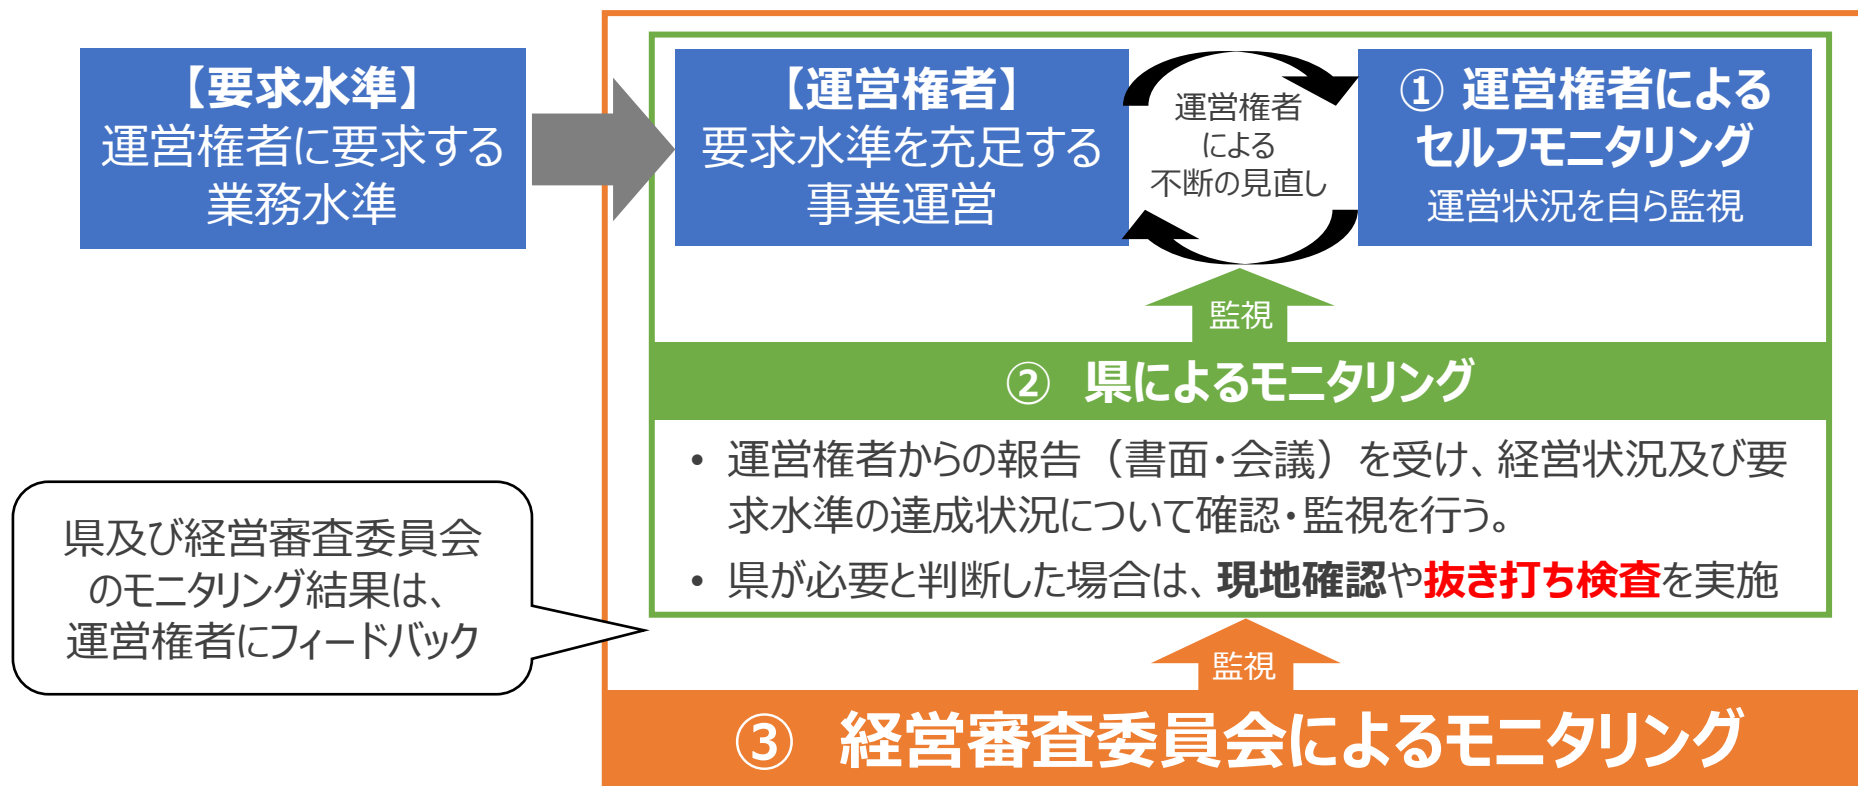 【要求水準】
運営権者に要求する
業務水準
【運営権者】
要求水準を充足する
事業運営
運営権者
による
不断の見直し
① 運営権者による
セルフモニタリング
運営状況を自ら監視
監視
② 県によるモニタリング
• 運営権者からの報告（書面・会議）を受け、経営状況及び要
求水準の達成状況について確認・監視を行う。
• 県が必要と判断した場合は、現地確認や抜き打ち検査を実施
県及び経営審査委員会
のモニタリング結果は、
運営権者にフィードバック
監視
③ 経営審査委員会によるモニタリング